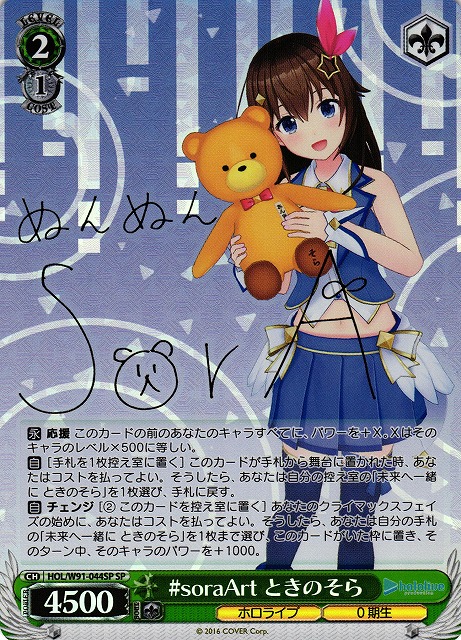 LEVEL
2
1
COST
ぬんぬん
SorA
そら
【永】 応援 このカードの前のあなたのキャラすべてに、パワーを+X。Xはその
キャラのレベル×500に等しい。
【自】 [手札を1枚控え室に置く] このカードが手札から舞台に置かれた時、あな
たはコストを払ってよい。そうしたら、あなたは自分の控え室の「未来へ一緒
に ときのそら」を1枚選び、手札に戻す。
【自】 チェンジ [② このカードを控え室に置く] あなたのクライマックスフェイ
ズの始めに、あなたはコストを払ってよい。そうしたら、あなたは自分の手札
の「未来へ一緒に ときのそら」を1枚まで選び、このカードがいた枠に置き、そ
のターン中、そのキャラのパワーを+1000。
CH HOL/W91-044SP SP
#soraArt ときのそら
hololive
POWER
4500
SOUL
ホロライブ
0期生
© 2016 COVER Corp.